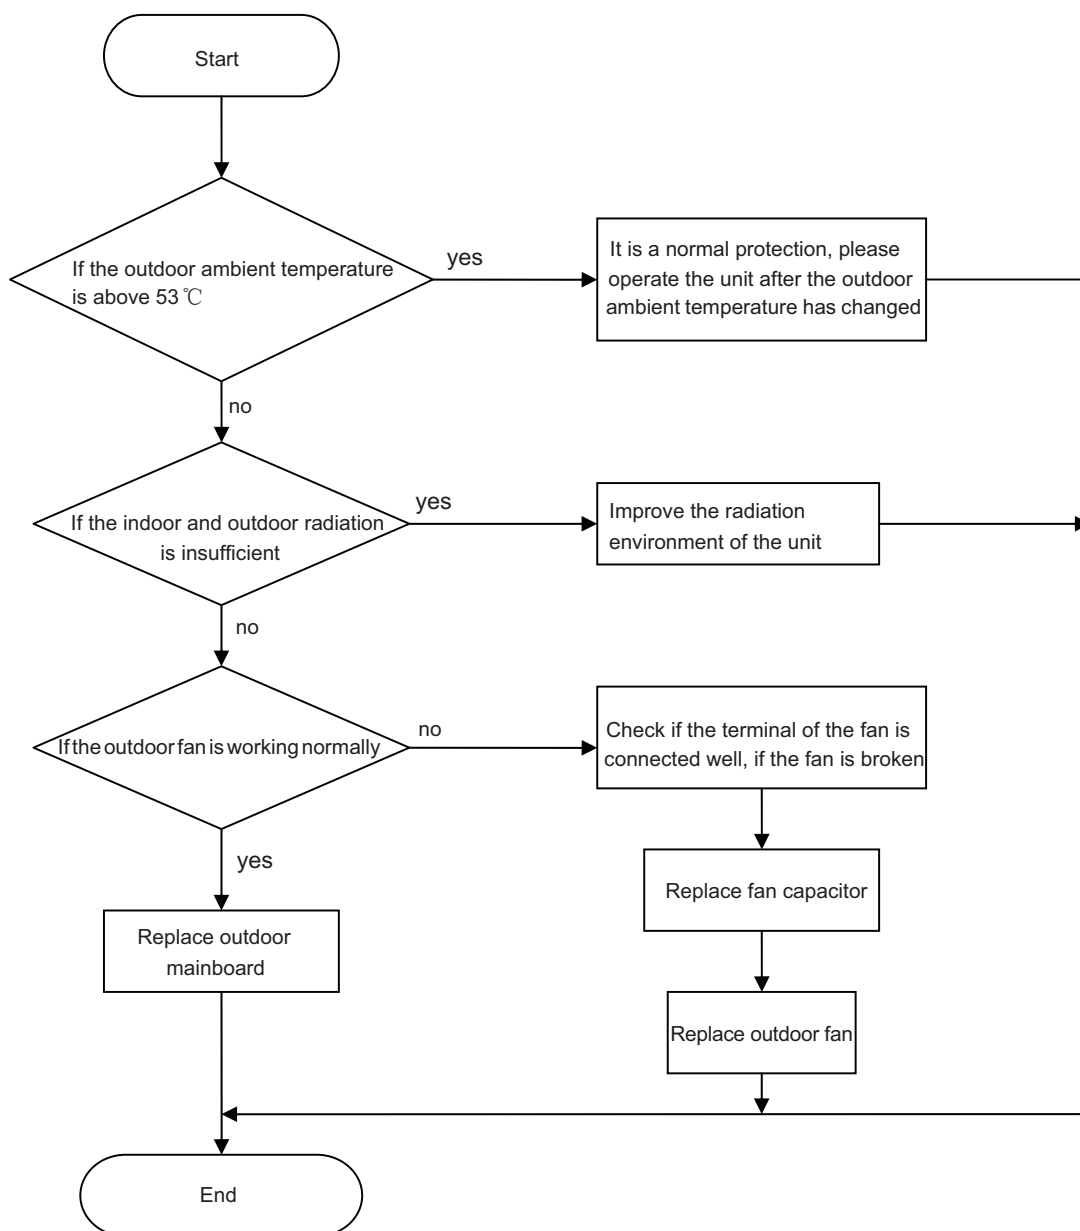 Start
If the outdoor ambient temperature
is above 53℃
yes
It is a normal protection, please
operate the unit after the outdoor
ambient temperature has changed
no
If the indoor and outdoor radiation
is insufficient
yes
Improve the radiation
environment of the unit
no
If the outdoor fan is working normally
no
Check if the terminal of the fan is
connected well, if the fan is broken
yes
Replace fan capacitor
Replace outdoor
mainboard
Replace outdoor fan
End